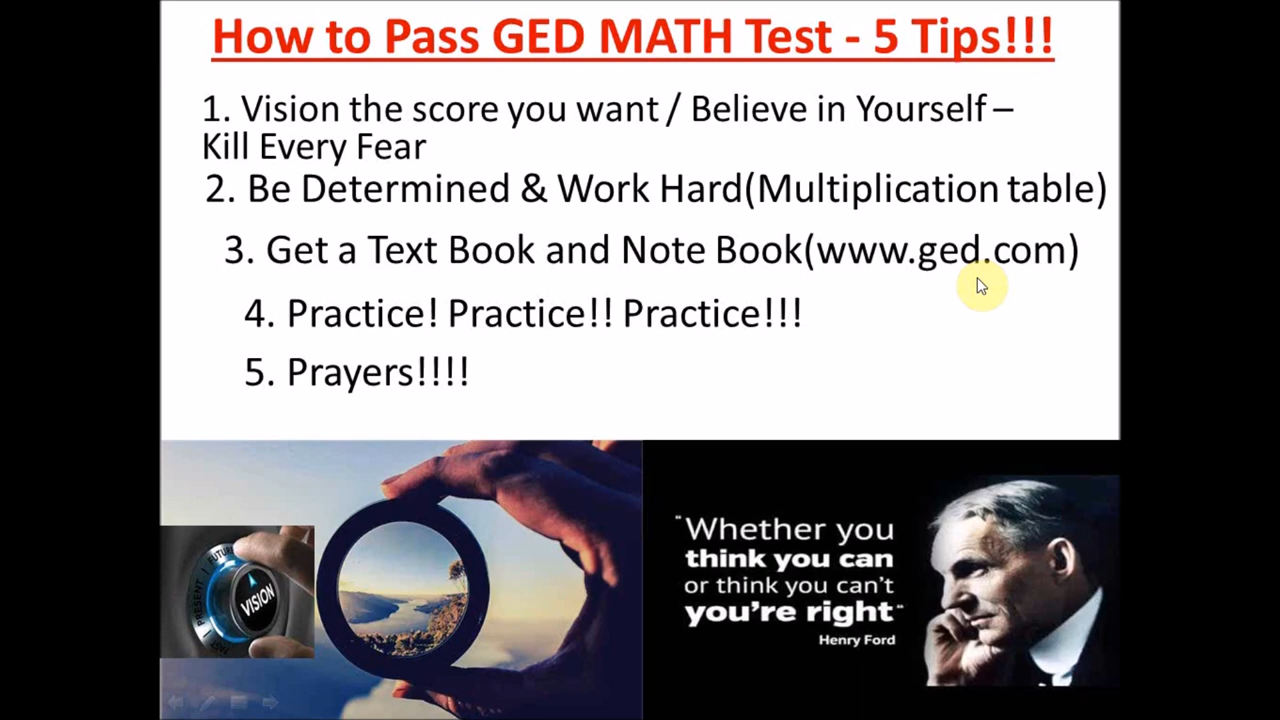 How to Pass GED MATH Test - 5 Tips!!!
1. Vision the score you want / Believe in Yourself –
Kill Every Fear
2. Be Determined & Work Hard(Multiplication table)
3. Get a Text Book and Note Book(www.ged.com)
4. Practice! Practice!! Practice!!!
5. Prayers!!!!
PAST | PRESENT | FUTURE
VISION
"Whether you
think you can
or think you can't
you're right"
Henry Ford